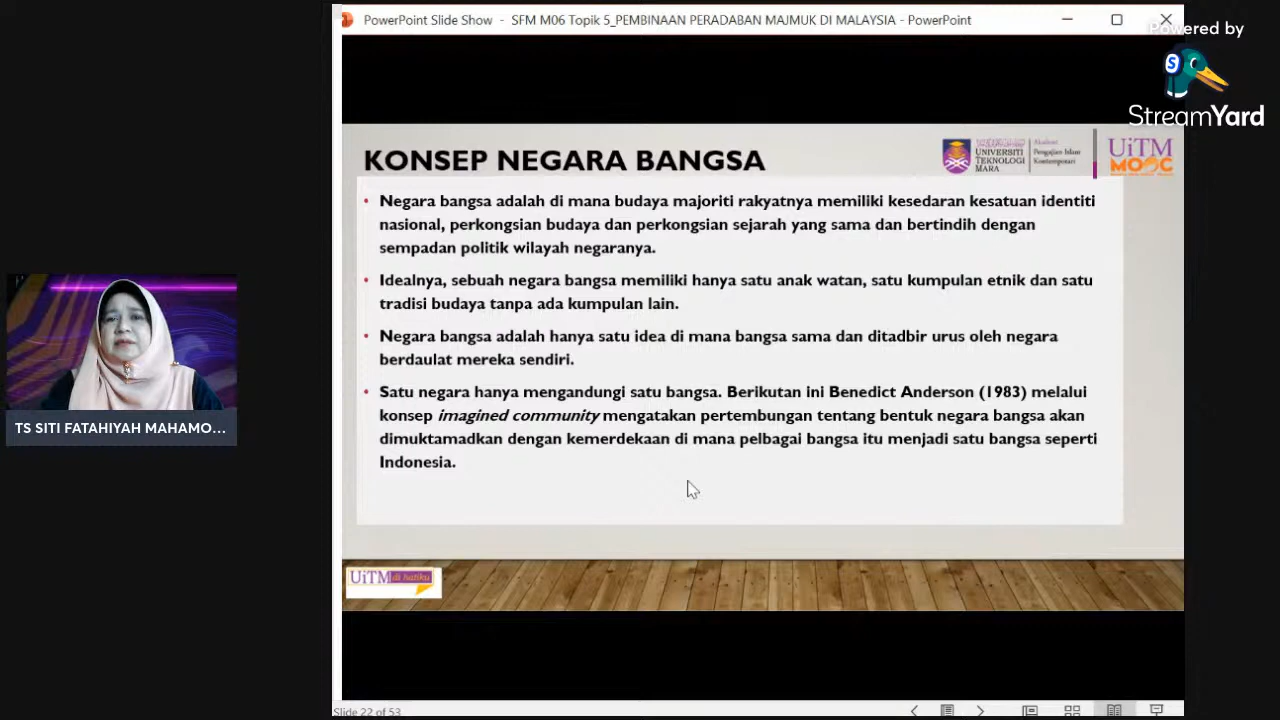 PowerPoint Slide Show - SFM M06 Topik 5_PEMBINAAN PERADABAN MAJMUK DI MALAYSIA - PowerPoint
Powered by
StreamYard
KONSEP NEGARA BANGSA
UNIVERSITI
TEKNOLOGI
MARA
Akademi
Pengajian Islam
Kontemporari
UiTM
MOOC
• Negara bangsa adalah di mana budaya majoriti rakyatnya memiliki kesedaran kesatuan identiti
nasional, perkongsian budaya dan perkongsian sejarah yang sama dan bertindih dengan
sempadan politik wilayah negaranya.
• Idealnya, sebuah negara bangsa memiliki hanya satu anak watan, satu kumpulan etnik dan satu
tradisi budaya tanpa ada kumpulan lain.
• Negara bangsa adalah hanya satu idea di mana bangsa sama dan ditadbir urus oleh negara
berdaulat mereka sendiri.
• Satu negara hanya mengandungi satu bangsa. Berikutan ini Benedict Anderson (1983) melalui
konsep imagined community mengatakan pertembungan tentang bentuk negara bangsa akan
dimuktamadkan dengan kemerdekaan di mana pelbagai bangsa itu menjadi satu bangsa seperti
Indonesia.
TS SITI FATAHIYAH MAHAMO...
UiTM di hatiku
Slide 22 of 53